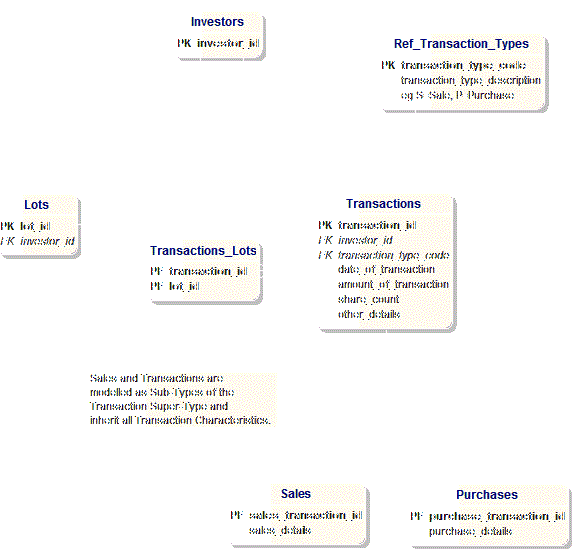 Investors
PK investor_id
Ref_Transaction_Types
PK transaction_type_code
transaction_type_description
eg S=Sale, P=Purchase
Lots
PK lot_id
FK investor_id
Transactions_Lots
PF transaction_id
PF lot_id
Transactions
PK transaction_id
FK investor_id
FK transaction_type_code
date_of_transaction
amount_of_transaction
share_count
other_details
Sales and Transactions are
modelled as Sub-Types of the
Transaction Super-Type and
inherit all Transaction Characteristics.
Sales
PF sales_transaction_id
sales_details
Purchases
PF purchase_transaction_id
purchase_details